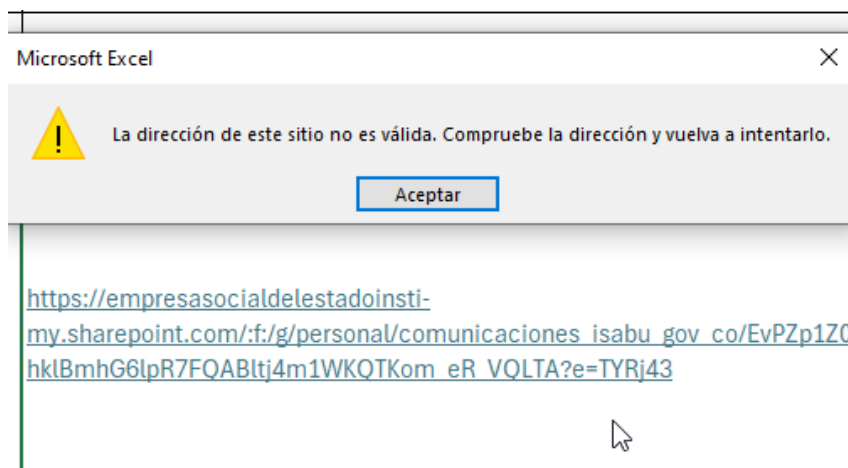 Microsoft Excel
La dirección de este sitio no es válida. Compruebe la dirección y vuelva a intentarlo.
Aceptar
https://empresasocialdelestadoinsti-
my.sharepoint.com/:f:/g/personal/comunicaciones_isabu_gov_co/EvPZp1Z0
hklBmhG6lpR7FQABltj4m1WKQTKom_eR_VQLTA?e=TYRj43